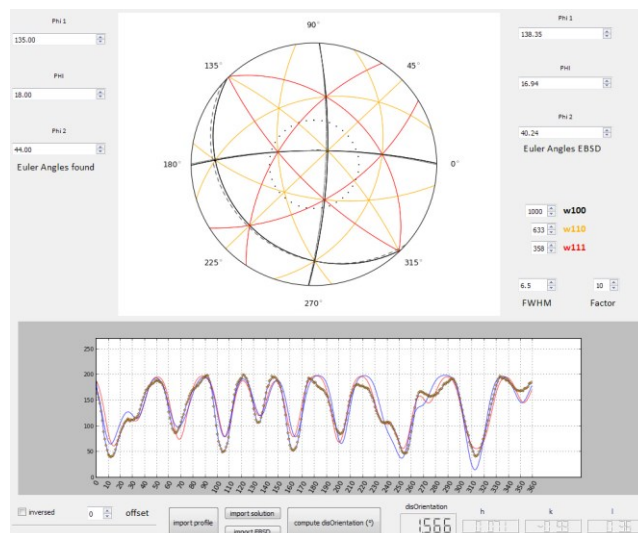 Phi 1
135.00
PHI
18.00
Phi 2
44.00
Euler Angles found
90°
45°
0°
315°
270°
225°
180°
135°
Phi 1
138.35
PHI
16.94
Phi 2
40.24
Euler Angles EBSD
1000 w100
633 w110
358 w111
6.5 10
FWHM Factor
250
200
150
100
50
0
0 10 20 30 40 50 60 70 80 90 100 110 120 130 140 150 160 170 180 190 200 210 220 230 240 250 260 270 280 290 300 310 320 330 340 350 360
inversed 0 offset
import profile
import solution
import EBSD
compute disOrientation (°)
disOrientation
1.566
h k l